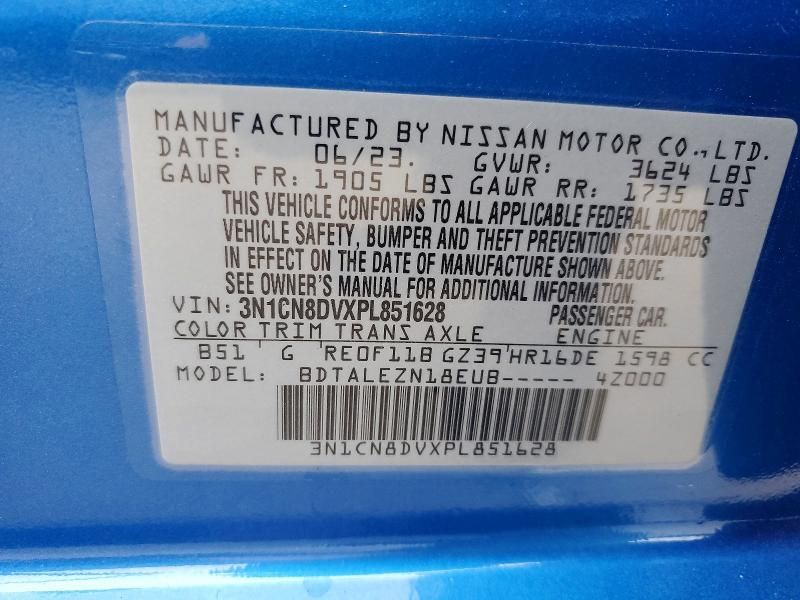 MANUFACTURED BY NISSAN MOTOR CO.,LTD.
DATE: 06/23. GVWR: 3624 LBS
GAWR FR: 1905 LBS GAWR RR: 1735 LBS
THIS VEHICLE CONFORMS TO ALL APPLICABLE FEDERAL MOTOR
VEHICLE SAFETY, BUMPER AND THEFT PREVENTION STANDARDS
IN EFFECT ON THE DATE OF MANUFACTURE SHOWN ABOVE.
SEE OWNER'S MANUAL FOR ADDITIONAL INFORMATION.
VIN: 3N1CN8DVXPL851628 PASSENGER CAR.
COLOR TRIM TRANS AXLE ENGINE
B51 G RE0F11B GZ39 HR16DE 1598 CC
MODEL: BDTALEZN18EUB----- 4Z000
3N1CN8DVXPL851628